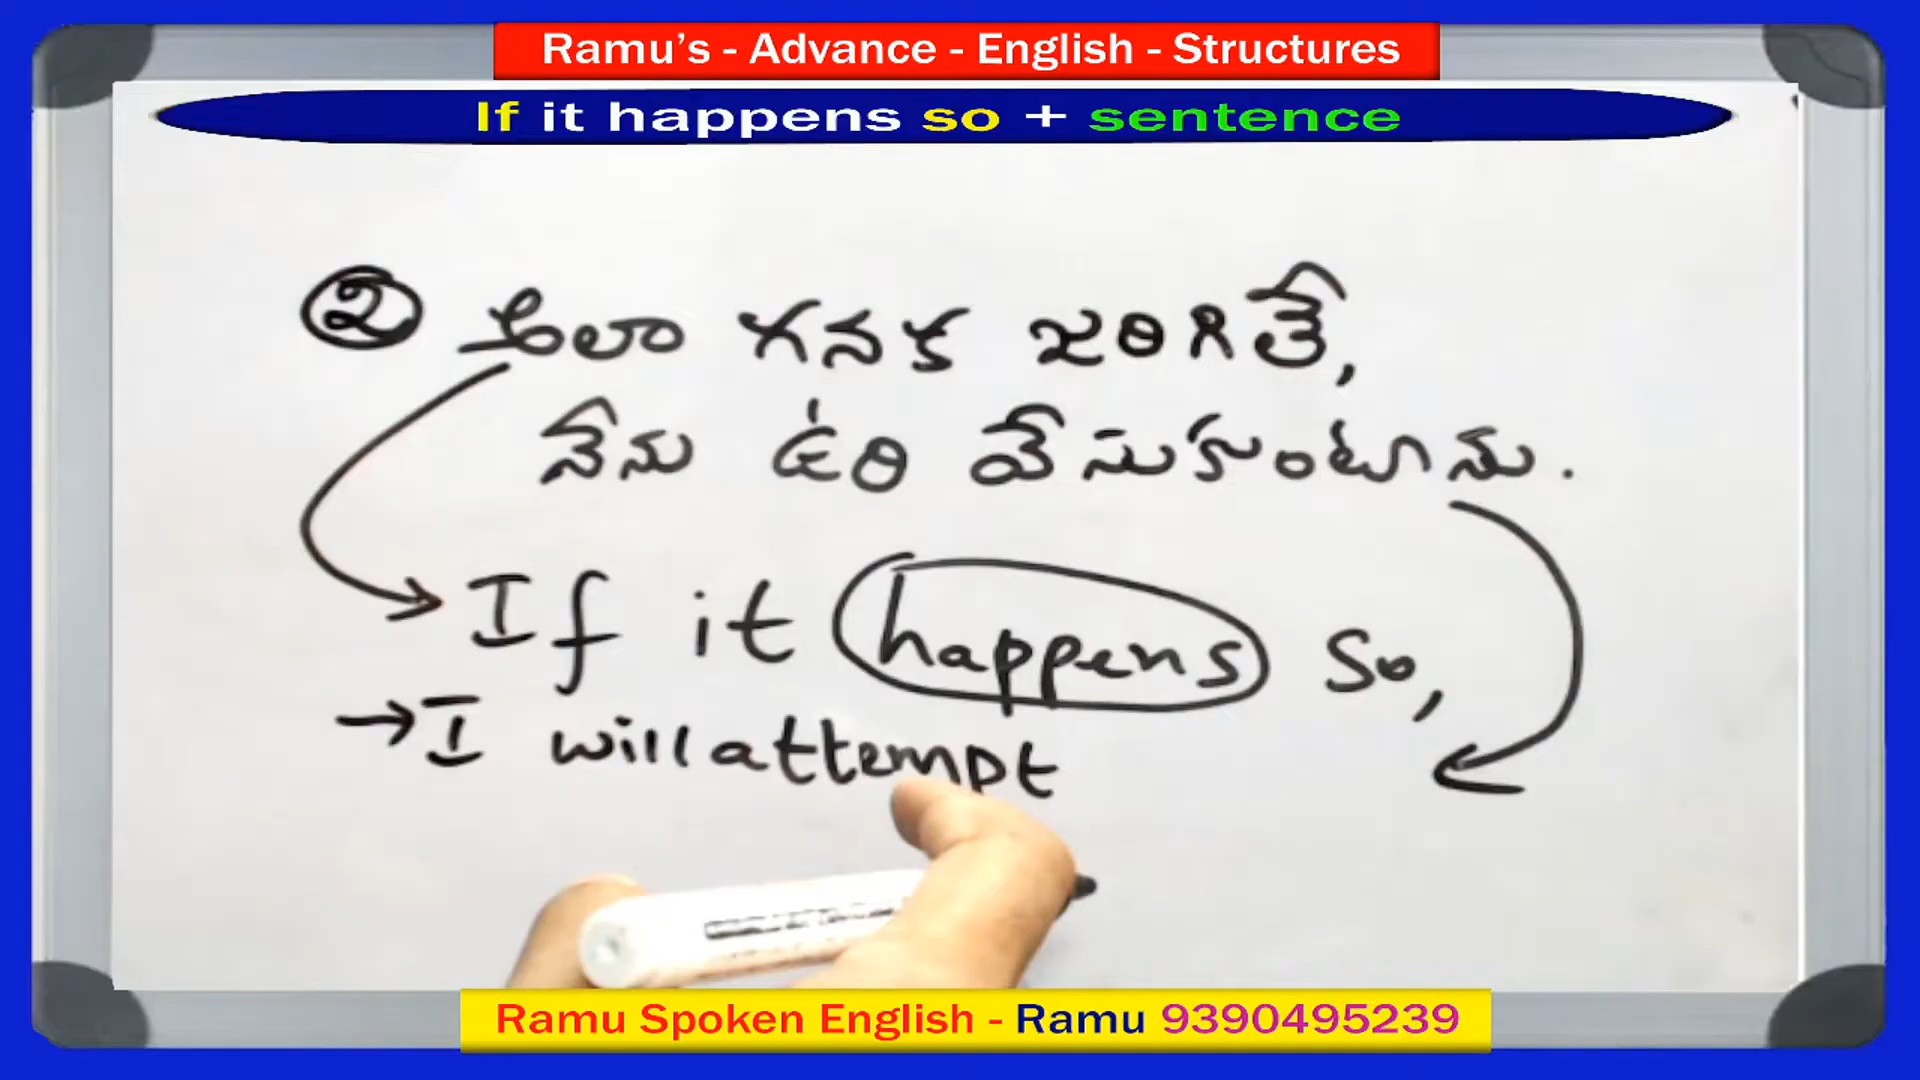 Ramu's - Advance - English - Structures
If it happens so + sentence
② అలా గనక జరిగితే,
నేను ఉరి వేసుకుంటాను.
If it happens so,
→ I will attempt
Ramu Spoken English - Ramu 9390495239